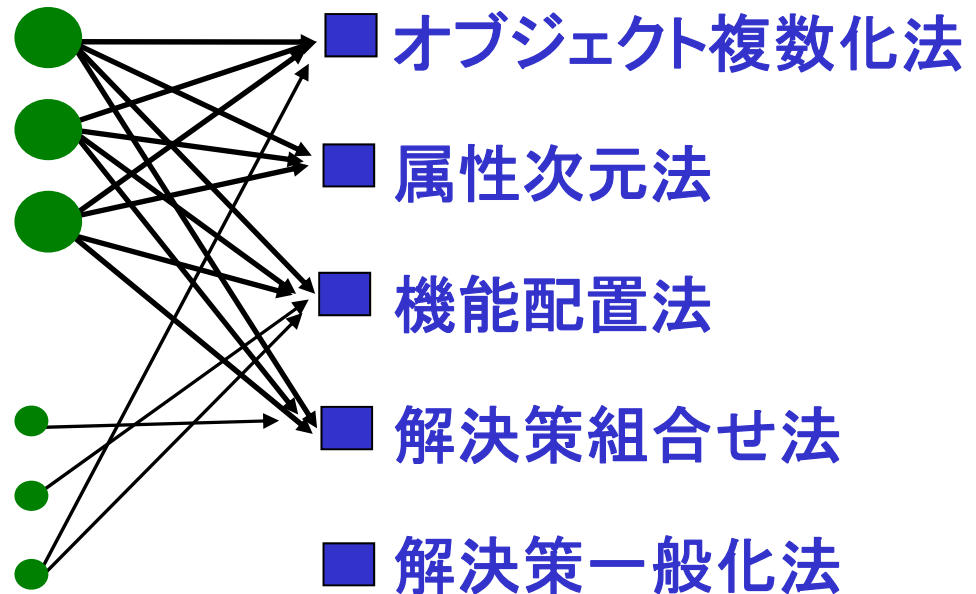 オブジェクト複数化法
属性次元法
機能配置法
解決策組合せ法
解決策一般化法